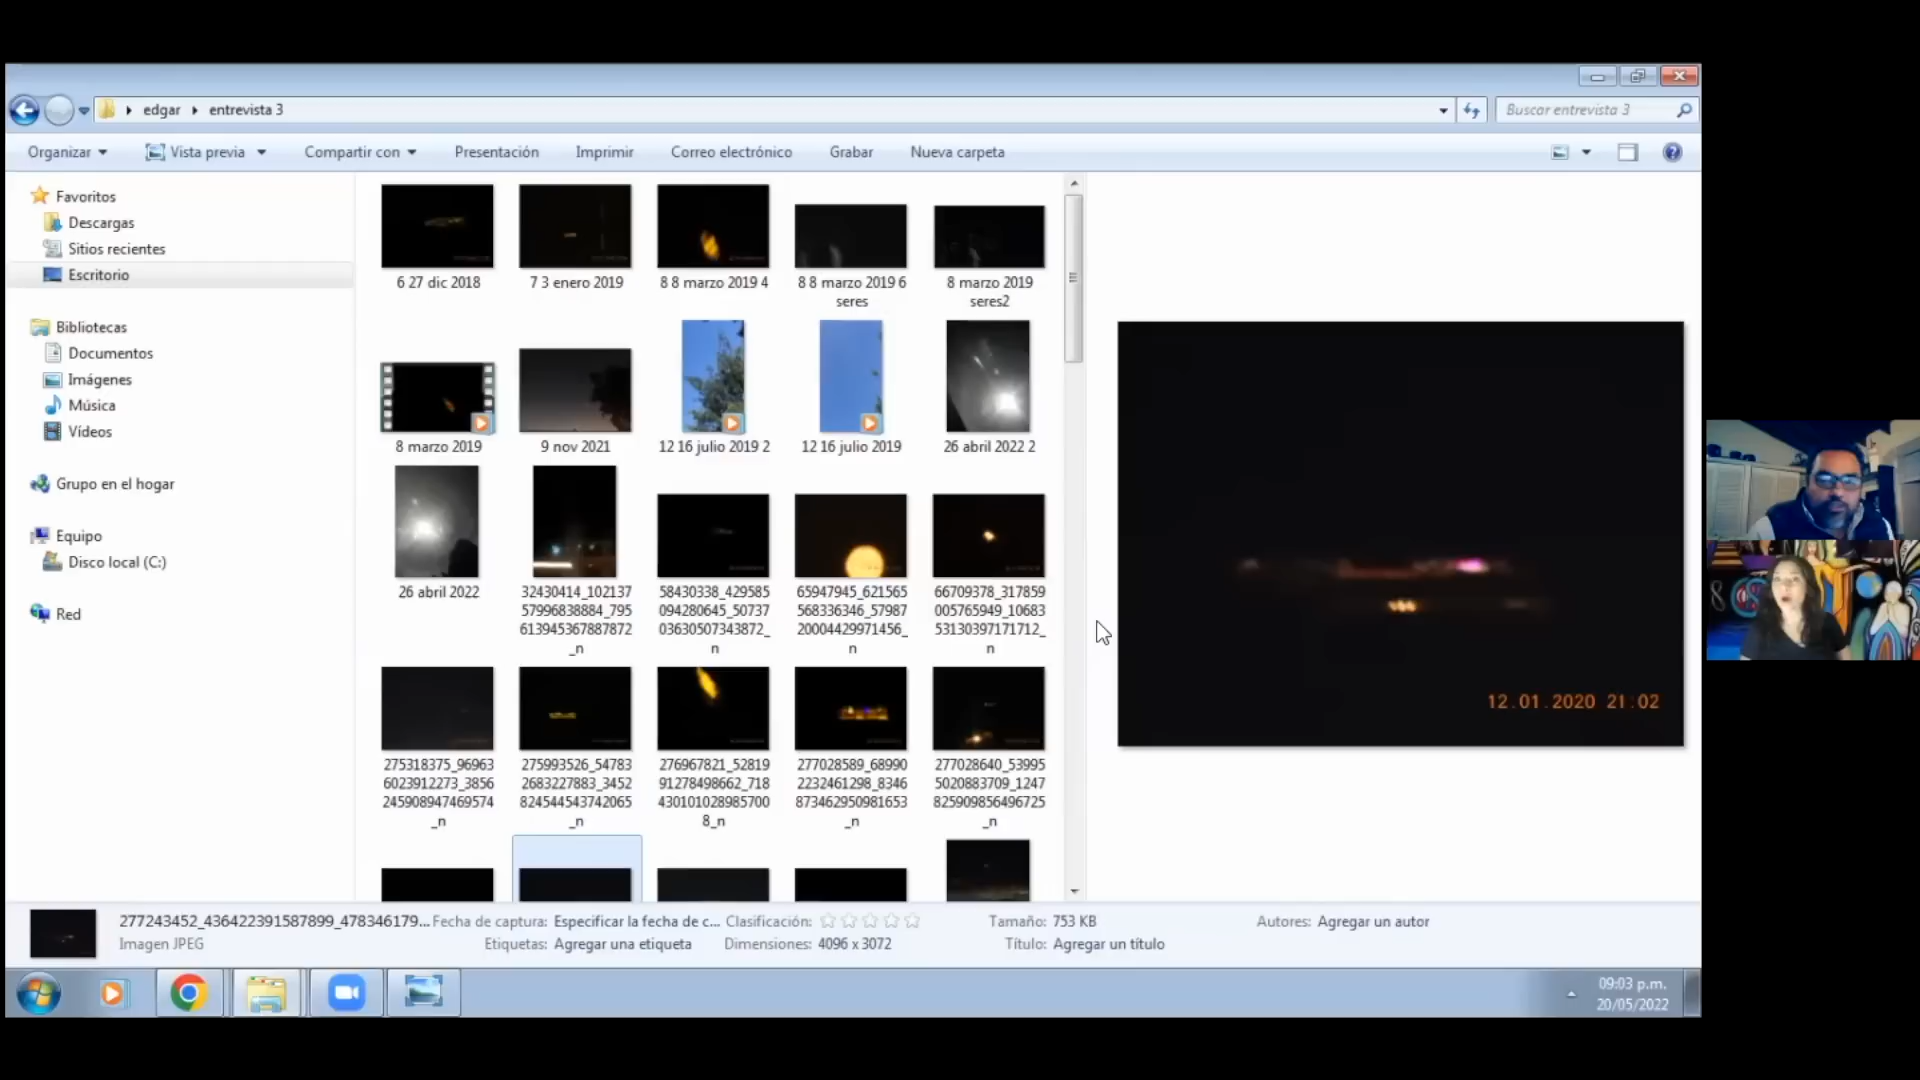 edgar
entrevista 3
Buscar entrevista 3
Organizar
Vista previa
Compartir con
Presentación
Imprimir
Correo electrónico
Grabar
Nueva carpeta
Favoritos
Descargas
Sitios recientes
Escritorio
Bibliotecas
Documentos
Imágenes
Música
Vídeos
Grupo en el hogar
Equipo
Disco local (C:)
Red
6 27 dic 2018
7 3 enero 2019
8 8 marzo 2019 4
8 8 marzo 2019 6
seres
8 marzo 2019
seres2
8 marzo 2019
9 nov 2021
12 16 julio 2019 2
12 16 julio 2019
26 abril 2022 2
26 abril 2022
32430414_102137
57996838884_795
613945367887872
_n
58430338_429585
094280645_50737
03630507343872_
n
65947945_621565
568336346_57987
20004429971456_
n
66709378_317859
005765949_10683
53130397171712_
n
275318375_96963
6023912273_3856
245908947469574
_n
275993526_54783
2683227883_3452
824544543742065
_n
276967821_52819
91278498662_718
430101028985700
8_n
277028589_68990
2232461298_8346
873462950981653
_n
277028640_53995
5020883709_1247
825909856496725
_n
12.01.2020 21:02
277243452_436422391587899_478346179...
Imagen JPEG
Fecha de captura: Especificar la fecha de c...
Etiquetas: Agregar una etiqueta
Clasificación:
Dimensiones: 4096 x 3072
Tamaño: 753 KB
Título: Agregar un título
Autores: Agregar un autor
09:03 p.m.
20/05/2022